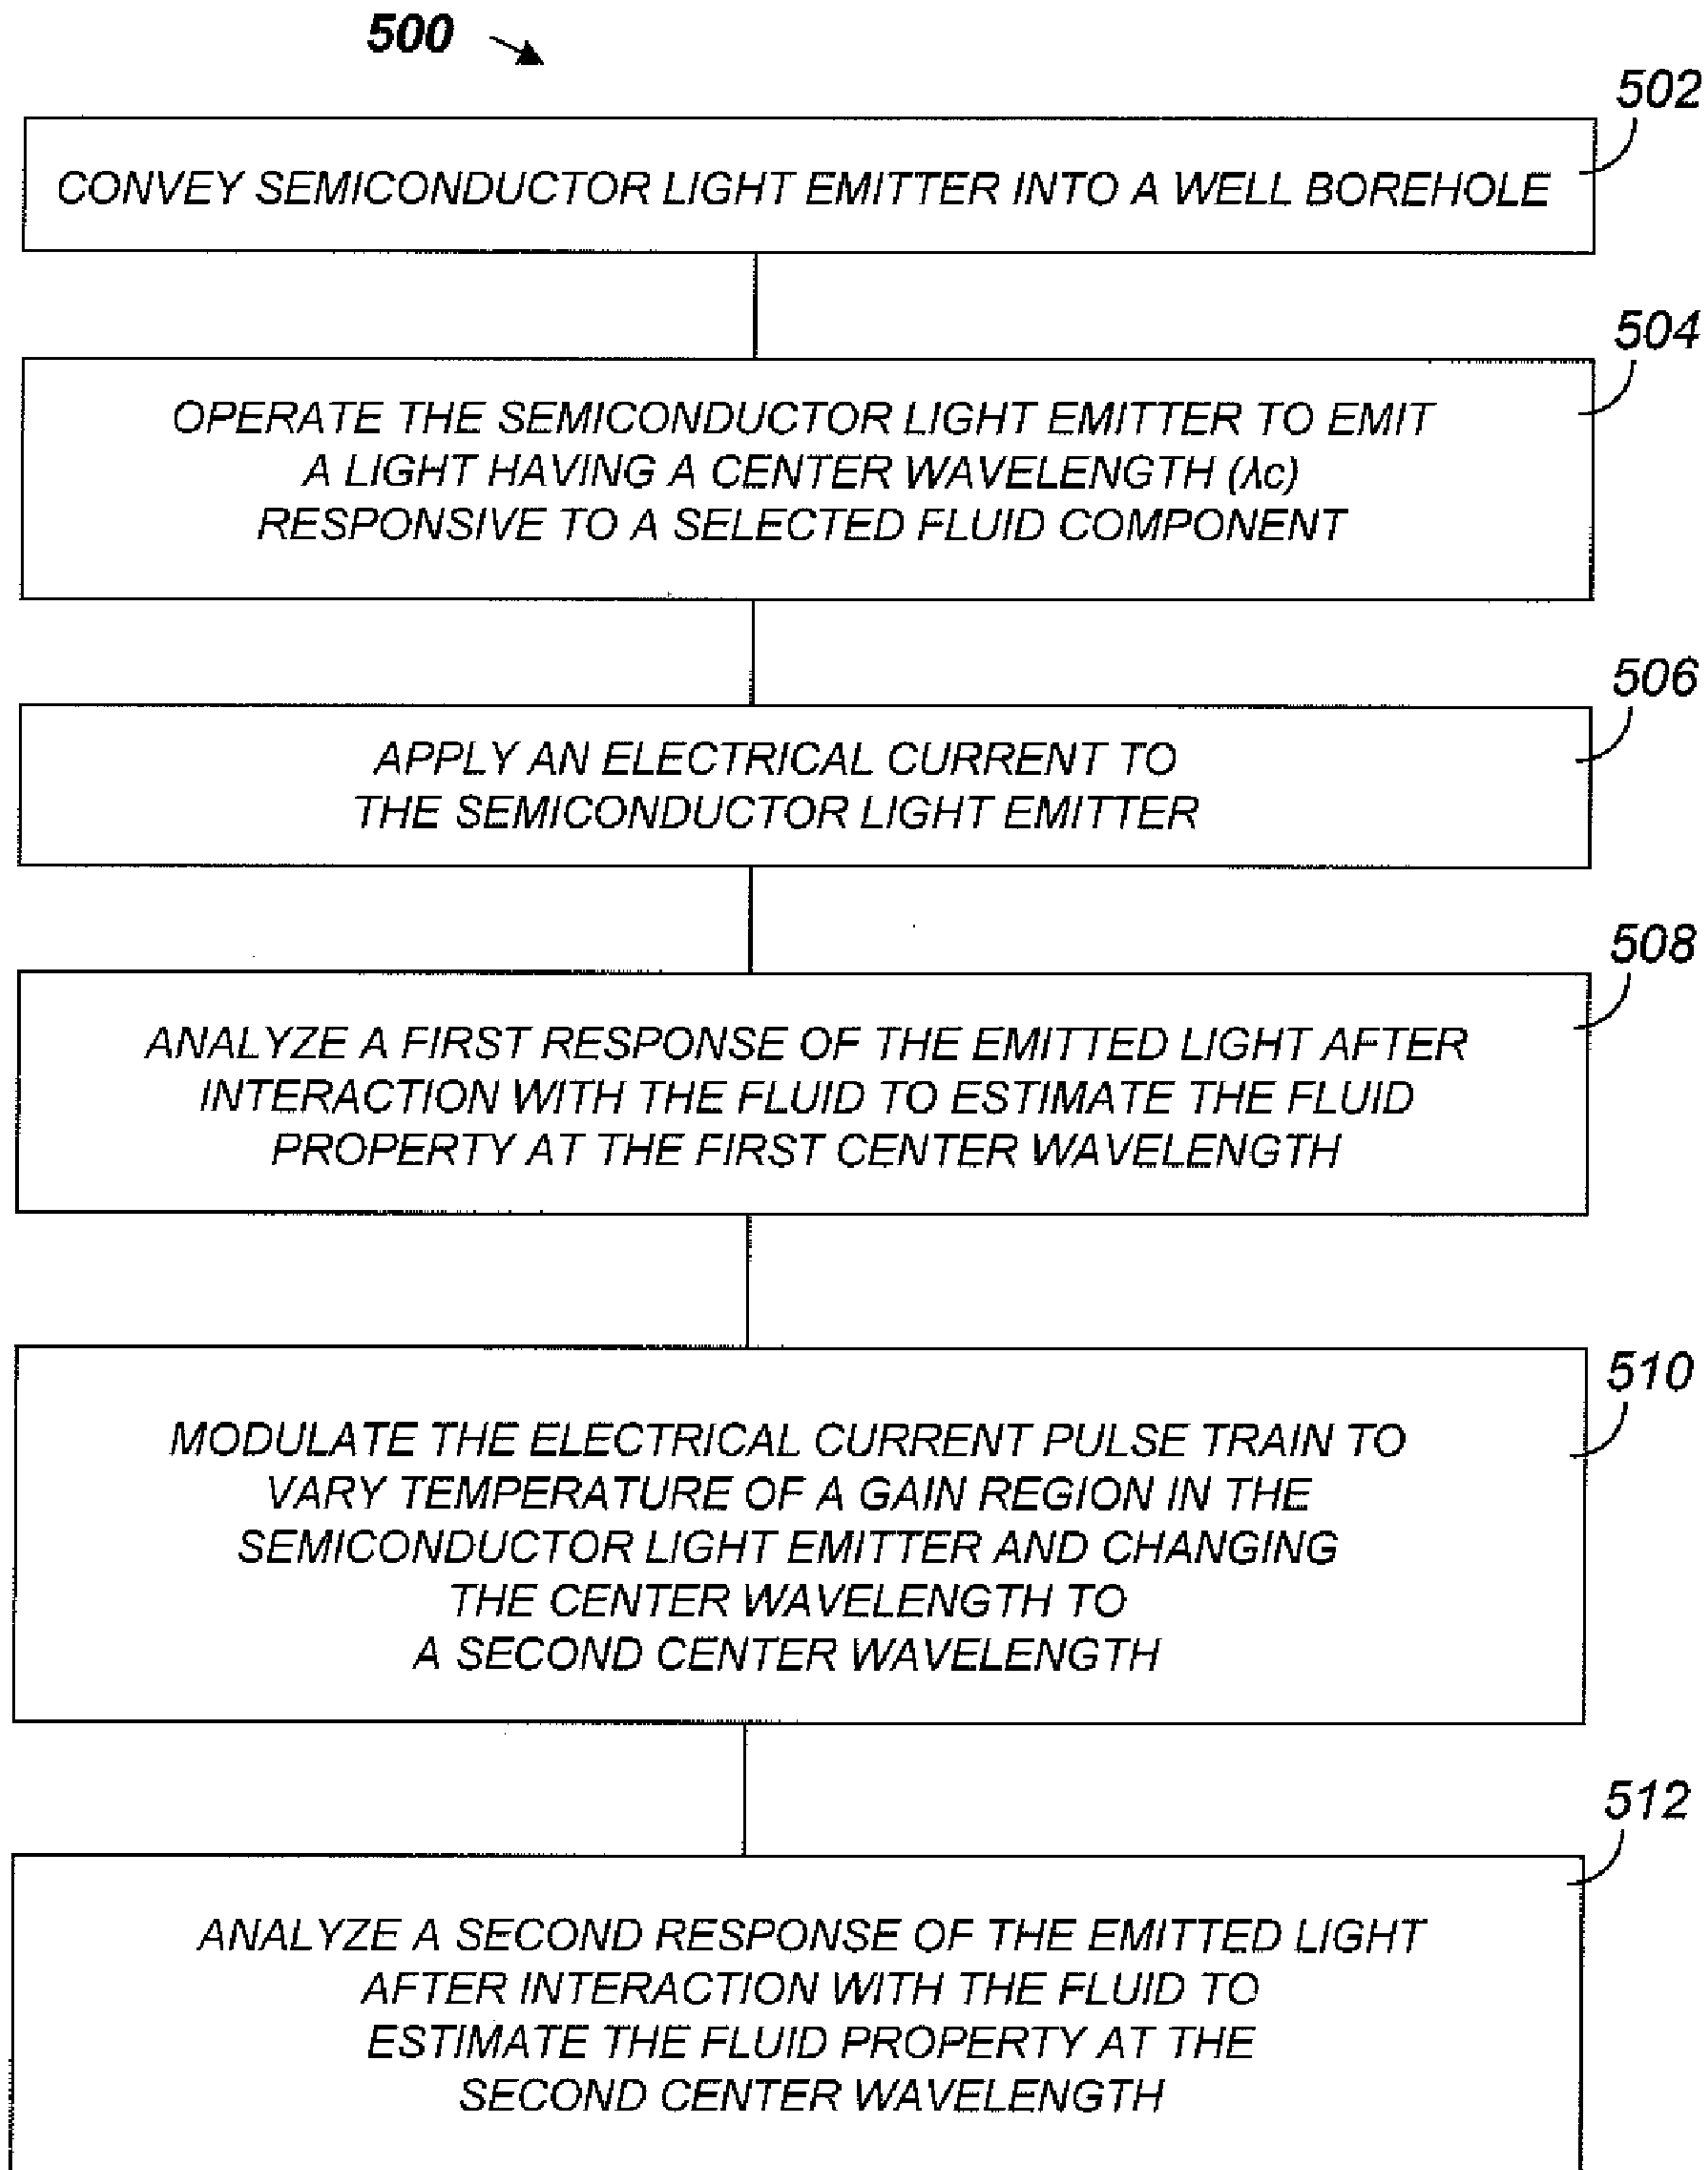 500
502
CONVEY SEMICONDUCTOR LIGHT EMITTER INTO A WELL BOREHOLE
504
OPERATE THE SEMICONDUCTOR LIGHT EMITTER TO EMIT
A LIGHT HAVING A CENTER WAVELENGTH (λc)
RESPONSIVE TO A SELECTED FLUID COMPONENT
506
APPLY AN ELECTRICAL CURRENT TO
THE SEMICONDUCTOR LIGHT EMITTER
508
ANALYZE A FIRST RESPONSE OF THE EMITTED LIGHT AFTER
INTERACTION WITH THE FLUID TO ESTIMATE THE FLUID
PROPERTY AT THE FIRST CENTER WAVELENGTH
510
MODULATE THE ELECTRICAL CURRENT PULSE TRAIN TO
VARY TEMPERATURE OF A GAIN REGION IN THE
SEMICONDUCTOR LIGHT EMITTER AND CHANGING
THE CENTER WAVELENGTH TO
A SECOND CENTER WAVELENGTH
512
ANALYZE A SECOND RESPONSE OF THE EMITTED LIGHT
AFTER INTERACTION WITH THE FLUID TO
ESTIMATE THE FLUID PROPERTY AT THE
SECOND CENTER WAVELENGTH